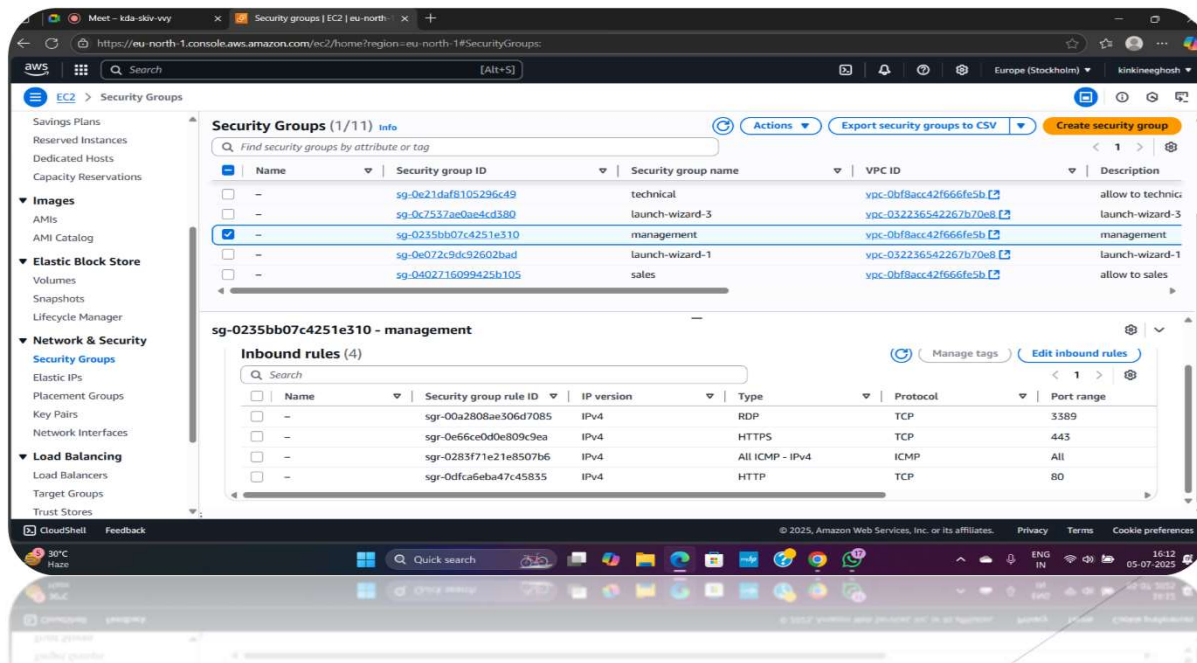 Meet – kda-skiv-vvy
Security groups | EC2 | eu-north-
https://eu-north-1.console.aws.amazon.com/ec2/home?region=eu-north-1#SecurityGroups:
aws Search [Alt+S] Europe (Stockholm) kinkineeghosh
EC2 > Security Groups
Savings Plans
Reserved Instances
Dedicated Hosts
Capacity Reservations
Images
AMIs
AMI Catalog
Elastic Block Store
Volumes
Snapshots
Lifecycle Manager
Network & Security
Security Groups
Elastic IPs
Placement Groups
Key Pairs
Network Interfaces
Load Balancing
Load Balancers
Target Groups
Trust Stores
Security Groups (1/11) Info Actions Export security groups to CSV Create security group
Find security groups by attribute or tag 1
Name Security group ID Security group name VPC ID Description
– sg-0e21daf8105296c49 technical vpc-0bf8acc42f666fe5b allow to technica
– sg-0c7537ae0ae4cd380 launch-wizard-3 vpc-032236542267b70e8 launch-wizard-3
– sg-0235bb07c4251e310 management vpc-0bf8acc42f666fe5b management
– sg-0e072c9dc92602bad launch-wizard-1 vpc-032236542267b70e8 launch-wizard-1
– sg-0402716099425b105 sales vpc-0bf8acc42f666fe5b allow to sales
sg-0235bb07c4251e310 - management
Inbound rules (4) Manage tags Edit inbound rules
Search 1
Name Security group rule ID IP version Type Protocol Port range
– sgr-00a2808ae306d7085 IPv4 RDP TCP 3389
– sgr-0e66ce0d0e809c9ea IPv4 HTTPS TCP 443
– sgr-0283f71e21e8507b6 IPv4 All ICMP - IPv4 ICMP All
– sgr-0dfca6eba47c45835 IPv4 HTTP TCP 80
CloudShell Feedback © 2025, Amazon Web Services, Inc. or its affiliates. Privacy Terms Cookie preferences
5 30°C Quick search 17 ENG 16:12
Haze IN 05-07-2025